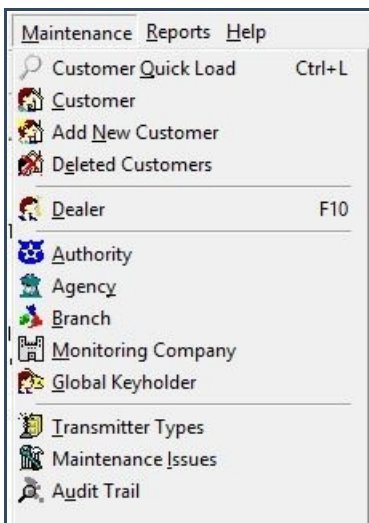 Maintenance Reports Help
Customer Quick Load Ctrl+L
Customer
Add New Customer
Deleted Customers
Dealer F10
Authority
Agency
Branch
Monitoring Company
Global Keyholder
Transmitter Types
Maintenance Issues
Audit Trail